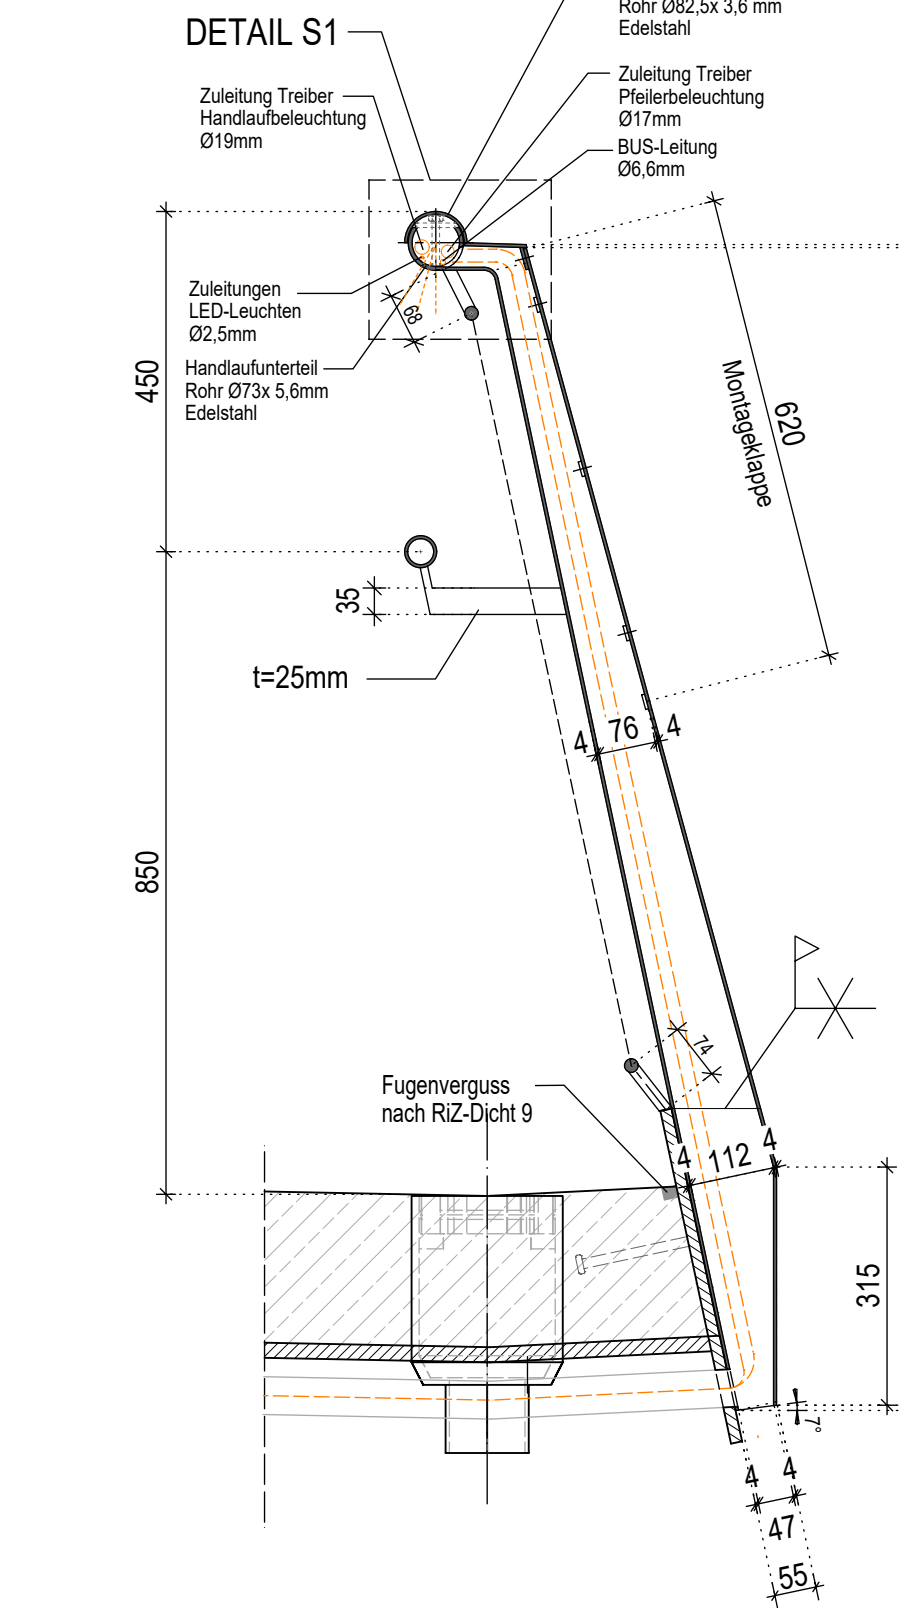 Rohr Ø82,5x 3,6 mm
Edelstahl
DETAIL S1
Zuleitung Treiber
Handlaufbeleuchtung
Ø19mm
Zuleitung Treiber
Pfeilerbeleuchtung
Ø17mm
BUS-Leitung
Ø6,6mm
Zuleitungen
LED-Leuchten
Ø2,5mm
68
Handlaufunterteil
Rohr Ø73x 5,6mm
Edelstahl
450
620
Montageklappe
35
t=25mm
4
76
4
850
74
Fugenverguss
nach RiZ-Dicht 9
4
112
4
315
7°
4
4
47
55